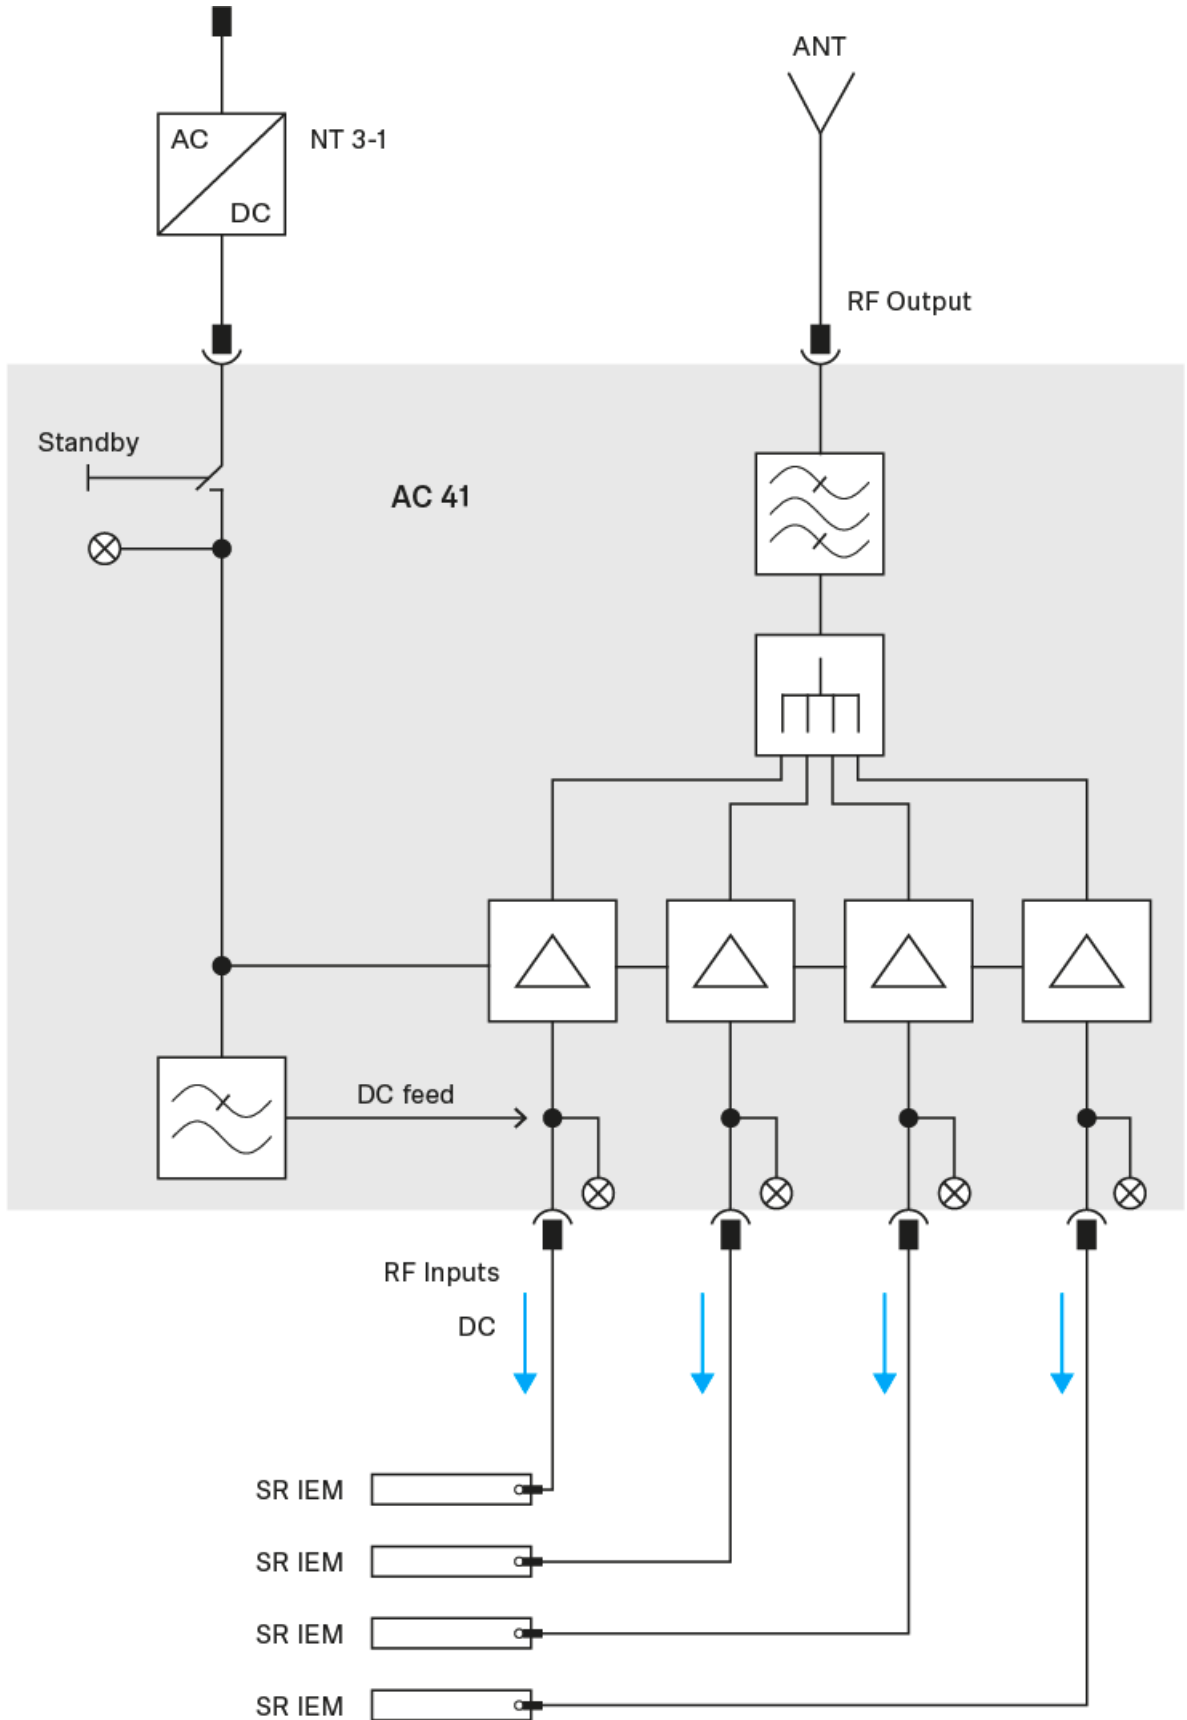 ANT
AC
NT 3-1
DC
RF Output
Standby
AC 41
DC feed
RF Inputs
DC
SR IEM
SR IEM
SR IEM
SR IEM